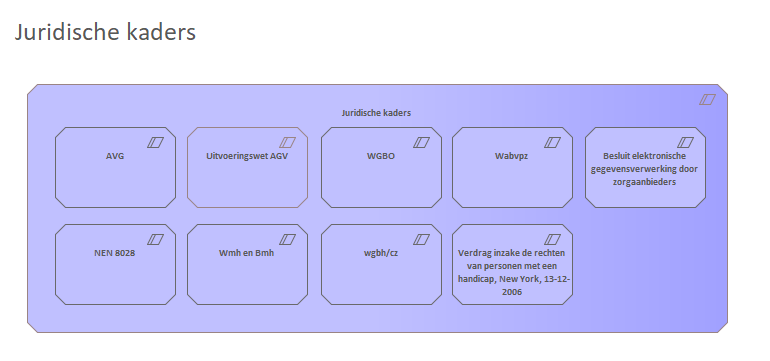 Juridische kaders
Juridische kaders
AVG
Uitvoeringswet AGV
WGBO
Wabvpz
Besluit elektronische
gegevensverwerking door
zorgaanbieders
NEN 8028
Wmh en Bmh
wgbh/cz
Verdrag inzake de rechten
van personen met een
handicap, New York, 13-12-
2006